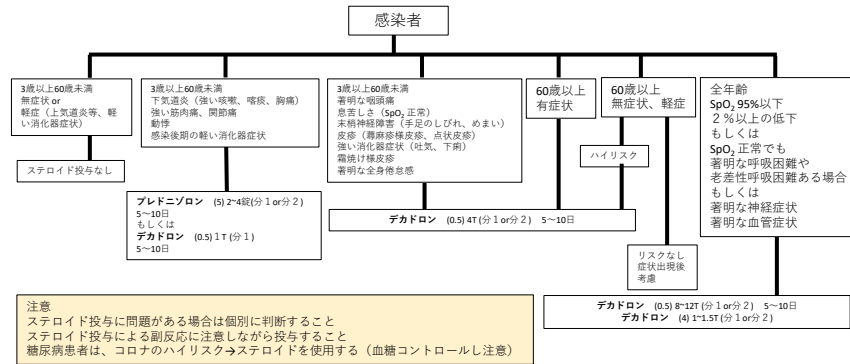 感染者
3歳以上60歳未満
無症状 or
軽症（上気道炎等、軽
い消化器症状）
ステロイド投与なし
3歳以上60歳未満
下気道炎（強い咳嗽、喀痰、胸痛）
強い筋肉痛、関節痛
動悸
感染後期の軽い消化器症状
プレドニゾロン (5) 2~4錠(分１or分２)
5～10日
もしくは
デカドロン (0.5) 1T (分１)
5～10日
3歳以上60歳未満
著明な咽頭痛
息苦しさ（SpO2 正常）
末梢神経障害（手足のしびれ、めまい）
皮疹（蕁麻疹様皮疹、点状皮疹）
強い消化器症状（吐気、下痢）
霜焼け様皮疹
著明な全身倦怠感
60歳以上
有症状
60歳以上
無症状、軽症
ハイリスク
デカドロン (0.5) 4T (分１or分２) 5～10日
リスクなし
症状出現後
考慮
全年齢
SpO2 95%以下
２％以上の低下
もしくは
SpO2 正常でも
著明な呼吸困難や
老差性呼吸困難ある場合
もしくは
著明な神経症状
著明な血管症状
デカドロン (0.5) 8~12T (分１or分２) 5～10日
デカドロン (4) 1~1.5T (分１or分２)
注意
ステロイド投与に問題がある場合は個別に判断すること
ステロイド投与による副反応に注意しながら投与すること
糖尿病患者は、コロナのハイリスク→ステロイドを使用する（血糖コントロールし注意）